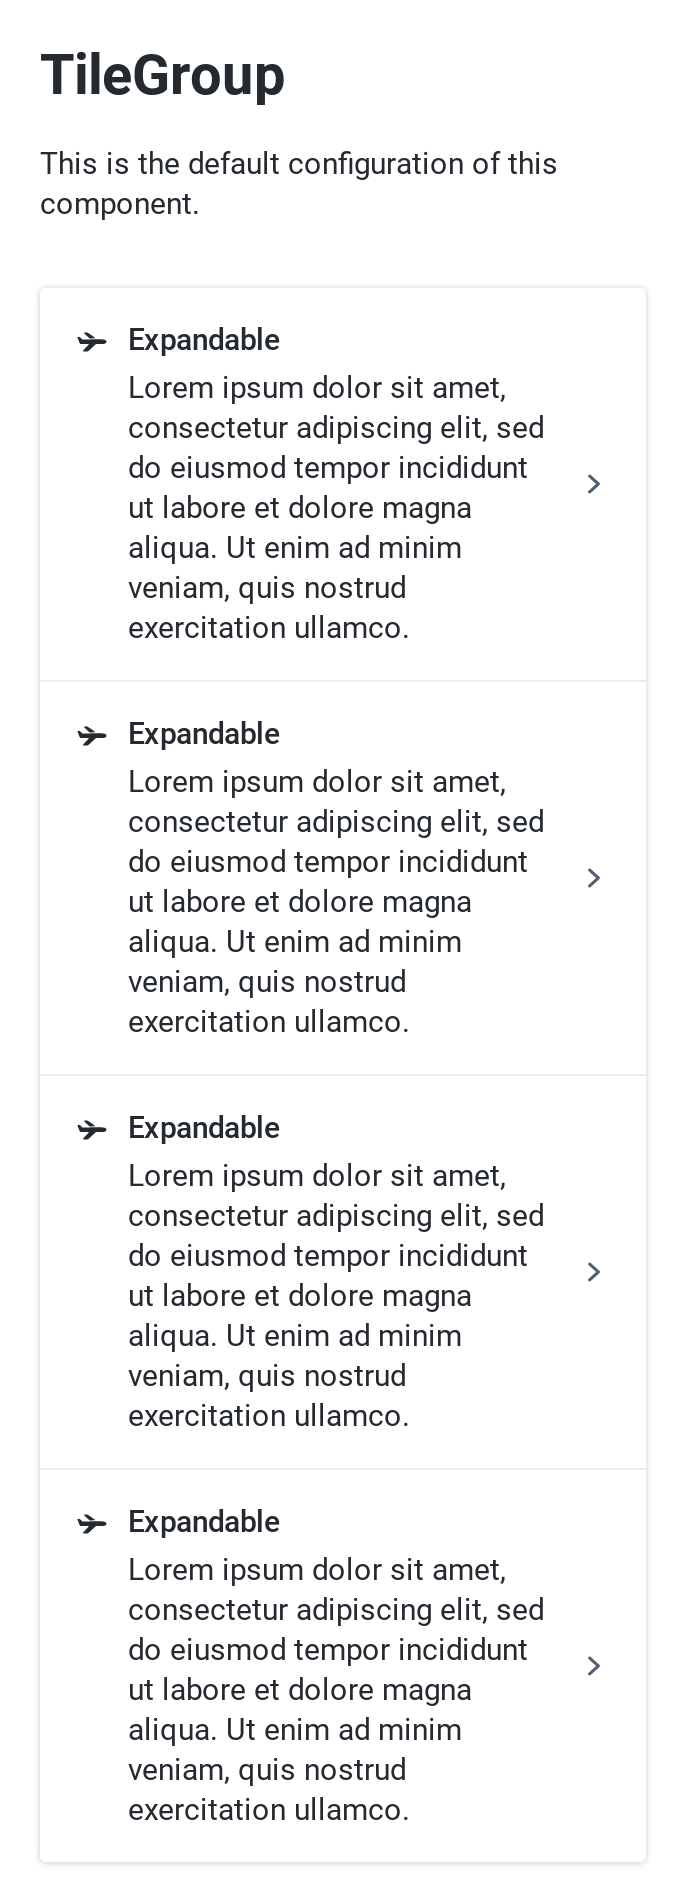 TileGroup
This is the default configuration of this
component.
Expandable
Lorem ipsum dolor sit amet,
consectetur adipiscing elit, sed
do eiusmod tempor incididunt
ut labore et dolore magna
aliqua. Ut enim ad minim
veniam, quis nostrud
exercitation ullamco.
Expandable
Lorem ipsum dolor sit amet,
consectetur adipiscing elit, sed
do eiusmod tempor incididunt
ut labore et dolore magna
aliqua. Ut enim ad minim
veniam, quis nostrud
exercitation ullamco.
Expandable
Lorem ipsum dolor sit amet,
consectetur adipiscing elit, sed
do eiusmod tempor incididunt
ut labore et dolore magna
aliqua. Ut enim ad minim
veniam, quis nostrud
exercitation ullamco.
Expandable
Lorem ipsum dolor sit amet,
consectetur adipiscing elit, sed
do eiusmod tempor incididunt
ut labore et dolore magna
aliqua. Ut enim ad minim
veniam, quis nostrud
exercitation ullamco.